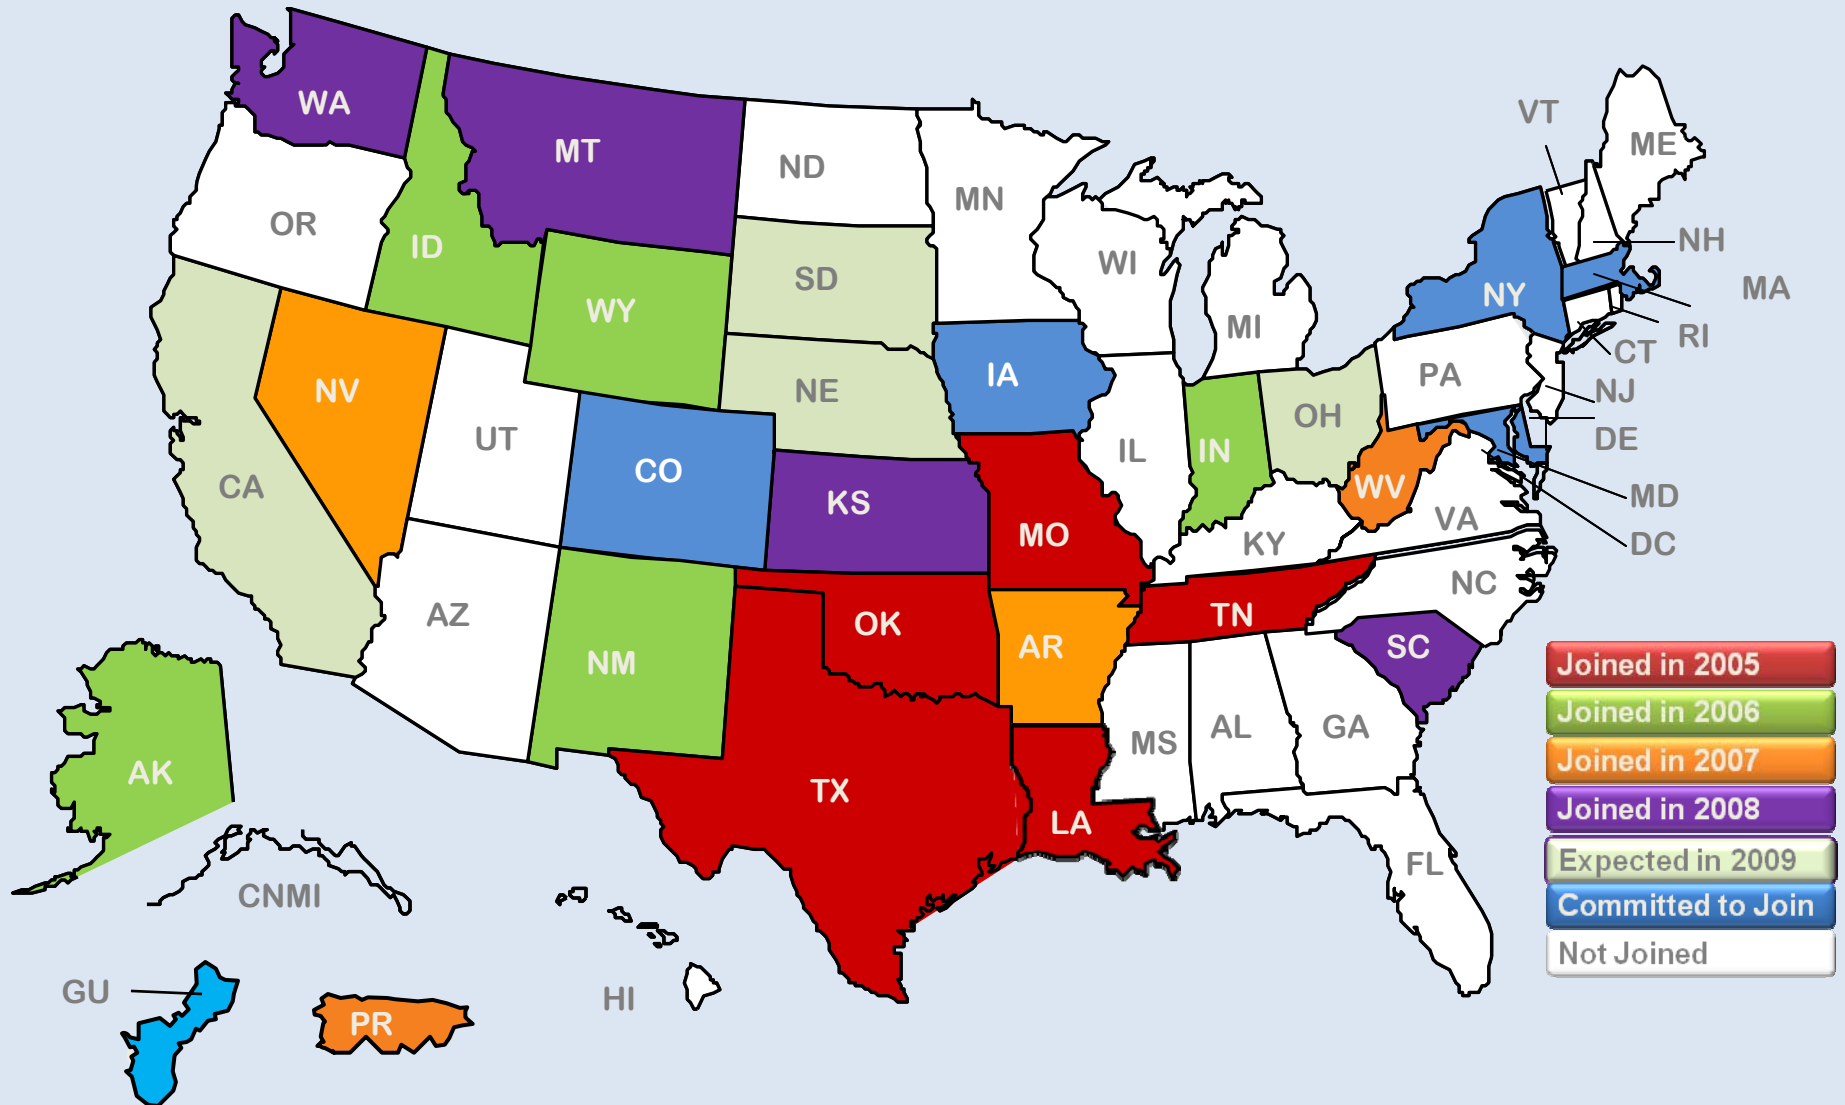 WA
MT
ND
MN
VT
ME
OR
ID
SD
WI
NH
WY
MI
NY
MA
RI
CT
NV
NE
IA
PA
NJ
UT
IL
IN
OH
DE
CA
CO
KS
WV
MD
MO
KY
VA
DC
AZ
OK
AR
TN
NC
NM
SC
TX
MS
AL
GA
LA
FL
AK
CNMI
GU
PR
HI
Joined in 2005
Joined in 2006
Joined in 2007
Joined in 2008
Expected in 2009
Committed to Join
Not Joined